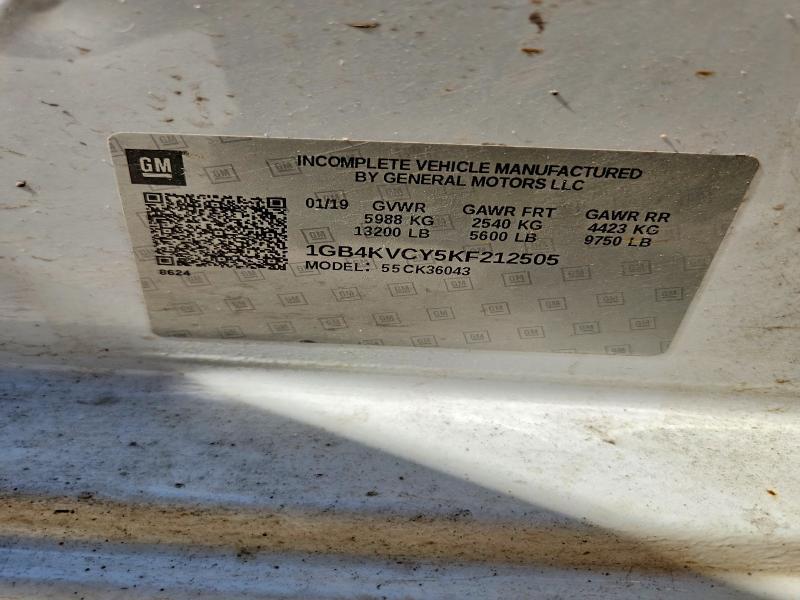 GM
INCOMPLETE VEHICLE MANUFACTURED
BY GENERAL MOTORS LLC
01/19 GVWR GAWR FRT GAWR RR
5988 KG 2540 KG 4423 KG
13200 LB 5600 LB 9750 LB
1GB4KVCY5KF212505
MODEL: 55CK36043
8624